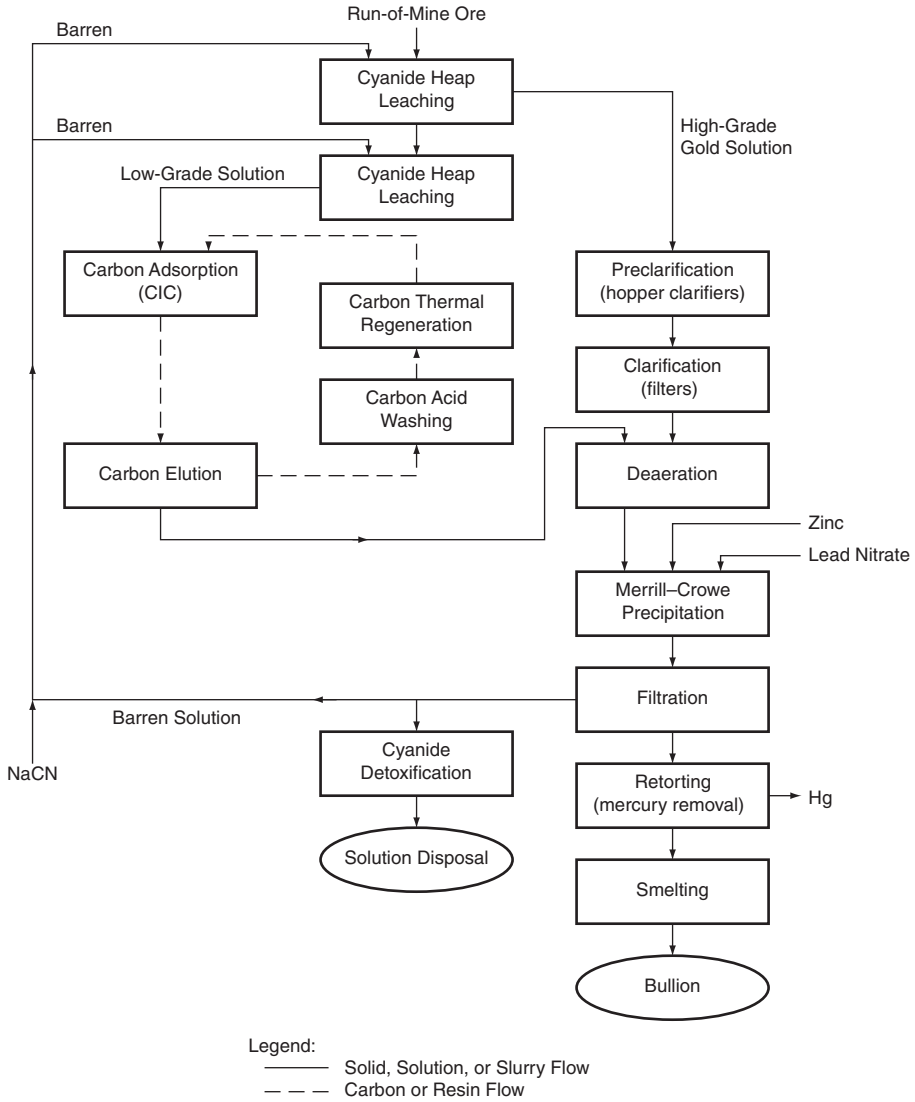 Run-of-Mine Ore
Barren
Cyanide Heap
Leaching
Barren
High-Grade
Gold Solution
Cyanide Heap
Leaching
Low-Grade Solution
Carbon Adsorption
(CIC)
Carbon Thermal
Regeneration
Preclarification
(hopper clarifiers)
Clarification
(filters)
Carbon Acid
Washing
Carbon Elution
Deaeration
Zinc
Lead Nitrate
Merrill–Crowe
Precipitation
Filtration
Barren Solution
NaCN
Cyanide
Detoxification
Retorting
(mercury removal)
Hg
Solution Disposal
Smelting
Bullion
Legend:
Solid, Solution, or Slurry Flow
Carbon or Resin Flow